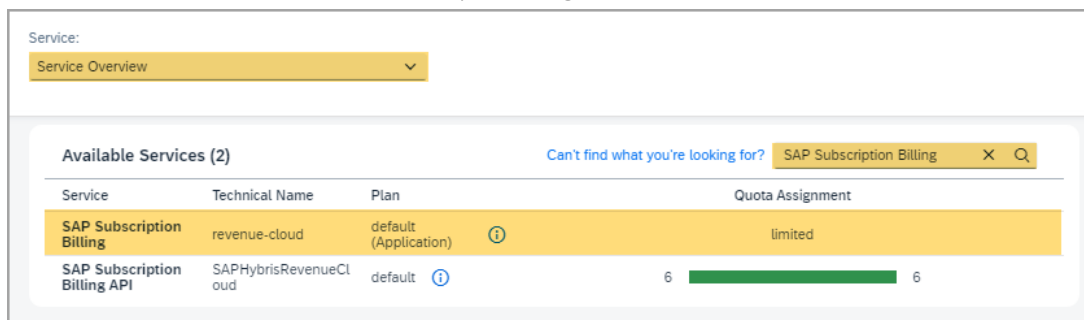 Service:
Service Overview
Available Services (2)
Can't find what you're looking for?
SAP Subscription Billing
Service Technical Name Plan Quota Assignment
SAP Subscription
Billing
revenue-cloud
default
(Application)
limited
SAP Subscription
Billing API
SAPHybrisRevenueCl
oud
default
6 6